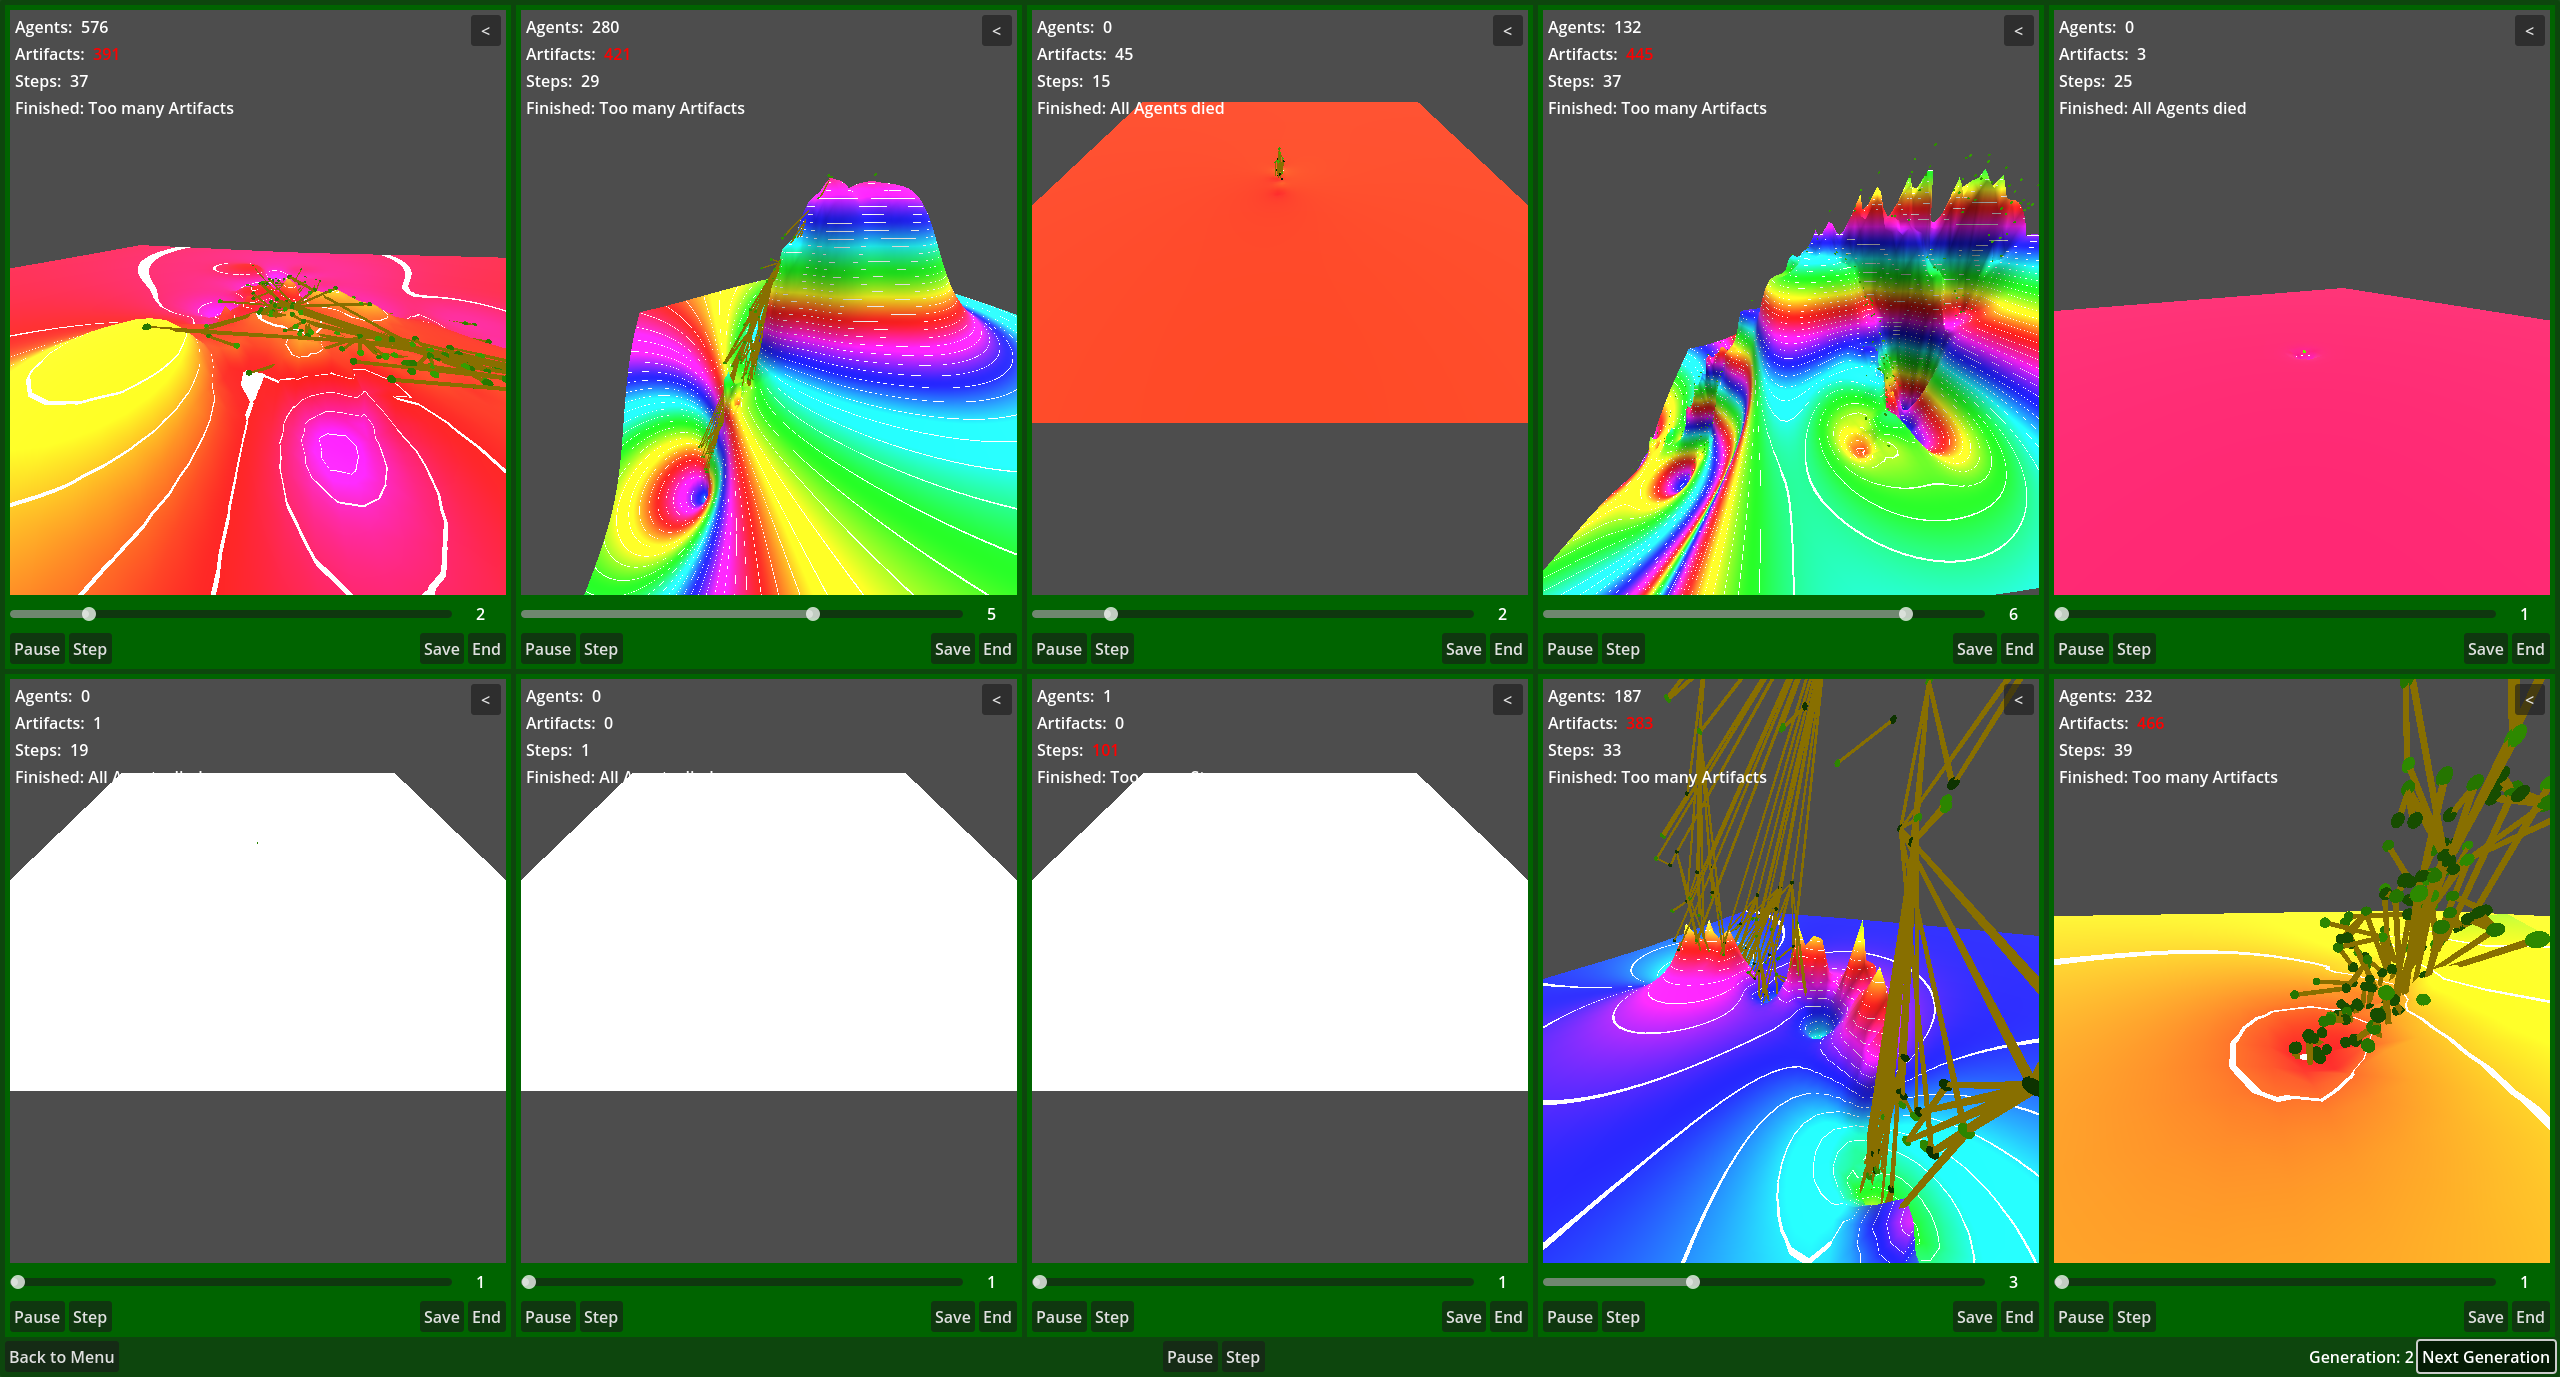 Agents: 576
Artifacts: 391
Steps: 37
Finished: Too many Artifacts
<
2
Pause Step Save End
Agents: 280
Artifacts: 421
Steps: 29
Finished: Too many Artifacts
<
5
Pause Step Save End
Agents: 0
Artifacts: 45
Steps: 15
Finished: All Agents died
<
2
Pause Step Save End
Agents: 132
Artifacts: 445
Steps: 37
Finished: Too many Artifacts
<
6
Pause Step Save End
Agents: 0
Artifacts: 3
Steps: 25
Finished: All Agents died
<
1
Pause Step Save End
Agents: 0
Artifacts: 1
Steps: 19
Finished: All
<
1
Pause Step Save End
Agents: 0
Artifacts: 0
Steps: 1
Finished: All
<
1
Pause Step Save End
Agents: 1
Artifacts: 0
Steps: 101
Finished: Too
<
1
Pause Step Save End
Agents: 187
Artifacts: 383
Steps: 33
Finished: Too many Artifacts
<
3
Pause Step Save End
Agents: 232
Artifacts: 466
Steps: 39
Finished: Too many Artifacts
<
1
Pause Step Save End
Back to Menu Pause Step Generation: 2 Next Generation